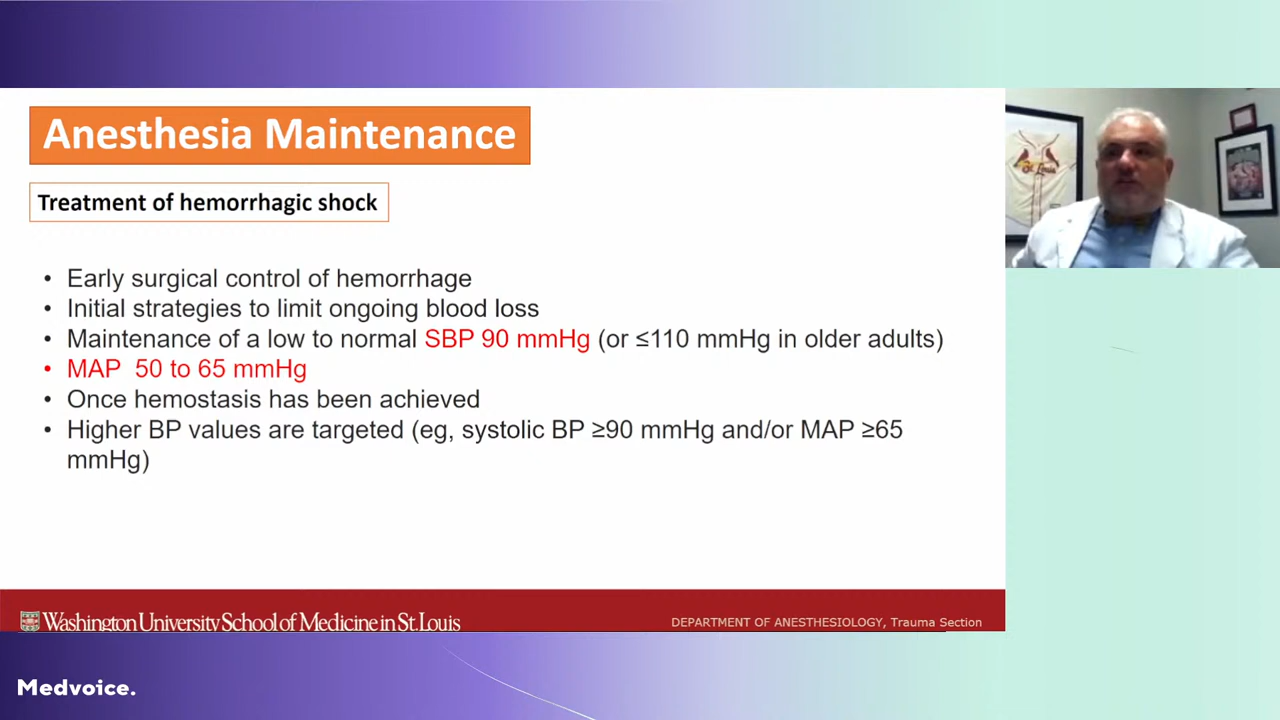 Anesthesia Maintenance
Treatment of hemorrhagic shock
• Early surgical control of hemorrhage
• Initial strategies to limit ongoing blood loss
• Maintenance of a low to normal SBP 90 mmHg (or ≤110 mmHg in older adults)
• MAP 50 to 65 mmHg
• Once hemostasis has been achieved
• Higher BP values are targeted (eg, systolic BP ≥90 mmHg and/or MAP ≥65
mmHg)
St. Louis
Washington University School of Medicine in St. Louis
DEPARTMENT OF ANESTHESIOLOGY, Trauma Section
Medvoice.